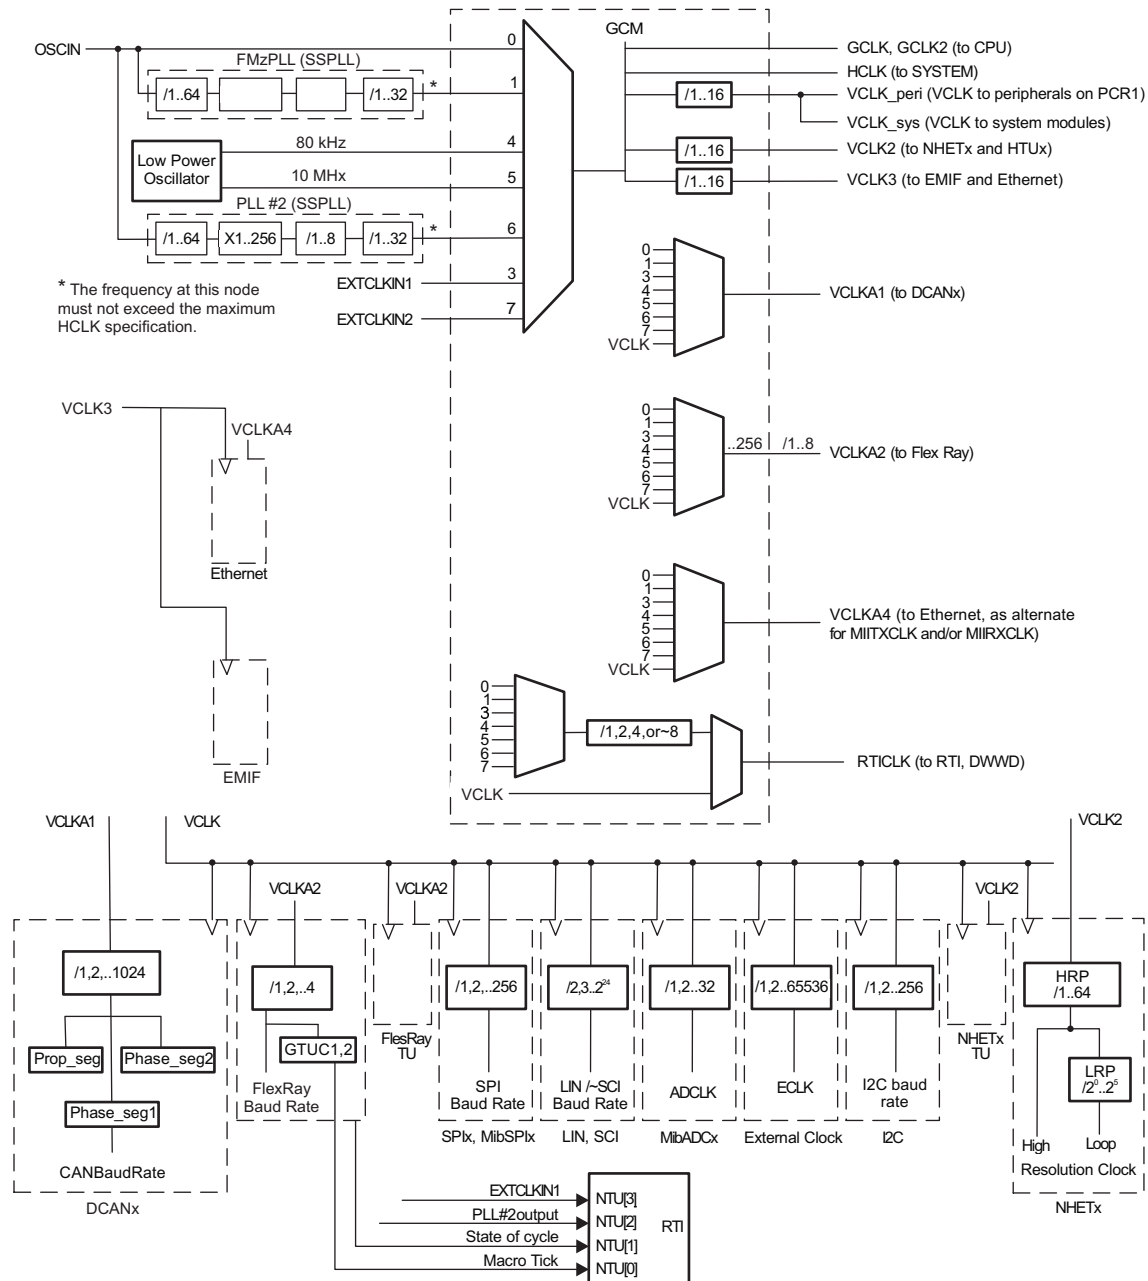 GCM
OSCIN
0
GCLK, GCLK2 (to CPU)
FMzPLL (SSPLL)
HCLK (to SYSTEM)
/1..64
/1..32
*
1
/1..16
VCLK_peri (VCLK to peripherals on PCR1)
VCLK_sys (VCLK to system modules)
Low Power
Oscillator
80 kHz
4
/1..16
VCLK2 (to NHETx and HTUx)
10 MHx
5
/1..16
VCLK3 (to EMIF and Ethernet)
PLL #2 (SSPLL)
/1..64
X1..256
/1..8
/1..32
*
6
* The frequency at this node
must not exceed the maximum
HCLK specification.
EXTCLKIN1
3
EXTCLKIN2
7
0
1
3
4
5
6
7
VCLK
VCLKA1 (to DCANx)
VCLK3
VCLKA4
Ethernet
EMIF
0
1
3
4
5
6
7
VCLK
..256
/1..8
VCLKA2 (to Flex Ray)
0
1
3
4
5
6
7
VCLK
VCLKA4 (to Ethernet, as alternate
for MIITXCLK and/or MIIRXCLK)
0
1
3
4
5
6
7
/1,2,4,or~8
VCLK
RTICLK (to RTI, DWWD)
VCLKA1
VCLK
VCLK2
VCLKA2
VCLKA2
VCLK2
/1,2,..1024
Prop_seg
Phase_seg2
Phase_seg1
CANBaudRate
DCANx
/1,2,..4
GTUC1,2
FlexRay
Baud Rate
FlesRay
TU
/1,2,..256
SPI
Baud Rate
SPIx, MibSPIx
/2,3..2²⁴
LIN /~SCI
Baud Rate
LIN, SCI
/1,2..32
ADCLK
MibADCx
/1,2..65536
ECLK
External Clock
/1,2..256
I2C baud
rate
I2C
NHETx
TU
HRP
/1..64
LRP
/2⁰..2⁵
High
Loop
Resolution Clock
NHETx
EXTCLKIN1
NTU[3]
PLL#2output
NTU[2]
RTI
State of cycle
NTU[1]
Macro Tick
NTU[0]